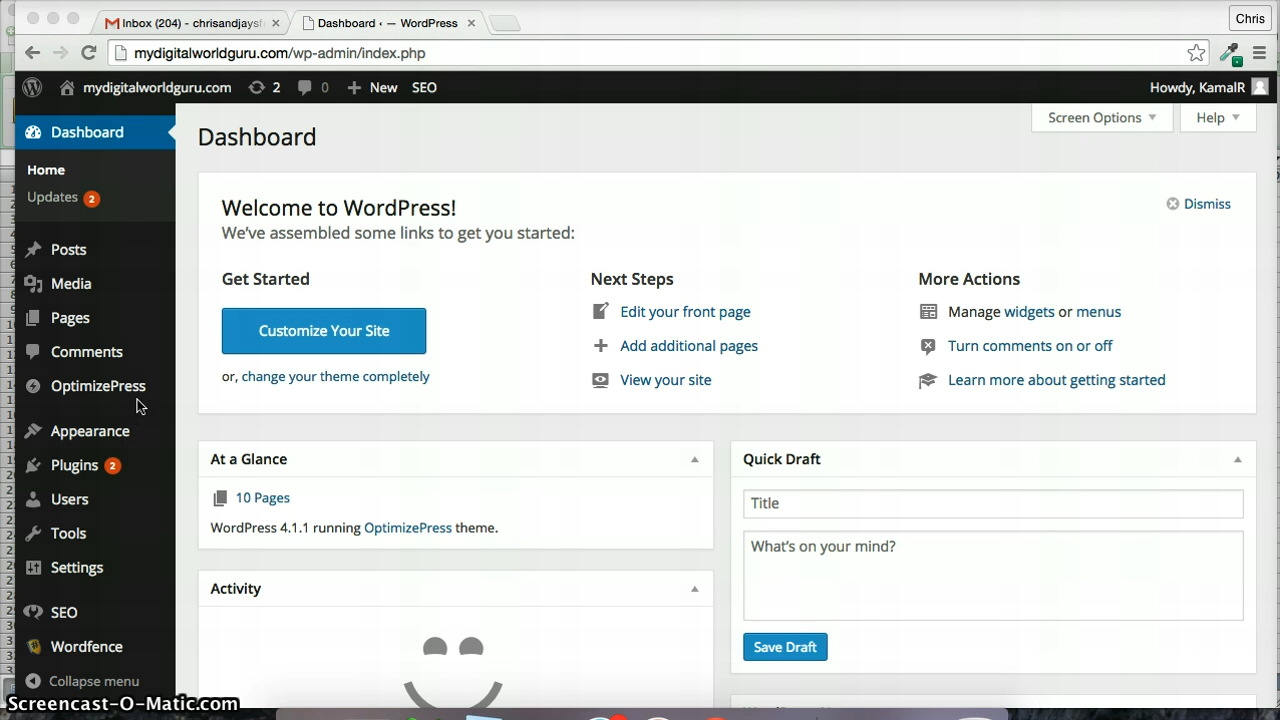 Inbox (204) - chrisandjaysf
Dashboard ‹ — WordPress
Chris
mydigitalworldguru.com/wp-admin/index.php
mydigitalworldguru.com 2 0 New SEO
Howdy, KamalR
Dashboard
Home
Updates 2
Posts
Media
Pages
Comments
OptimizePress
Appearance
Plugins 2
Users
Tools
Settings
SEO
Wordfence
Collapse menu
Dashboard
Screen Options
Help
Welcome to WordPress!
Dismiss
We've assembled some links to get you started:
Get Started
Customize Your Site
or, change your theme completely
Next Steps
Edit your front page
Add additional pages
View your site
More Actions
Manage widgets or menus
Turn comments on or off
Learn more about getting started
At a Glance
10 Pages
WordPress 4.1.1 running OptimizePress theme.
Activity
Quick Draft
Title
What's on your mind?
Save Draft
Screencast-O-Matic.com